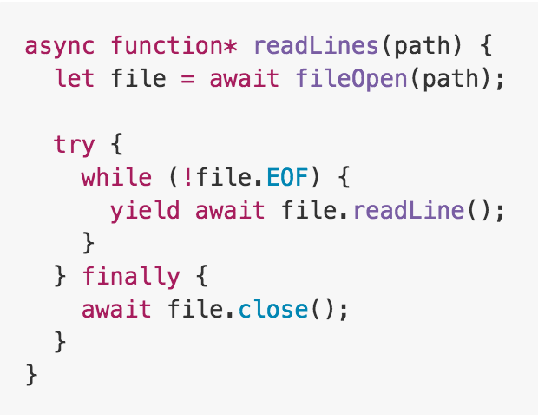 async function* readLines(path) {
  let file = await fileOpen(path);

  try {
    while (!file.EOF) {
      yield await file.readLine();
    }
  } finally {
    await file.close();
  }
}